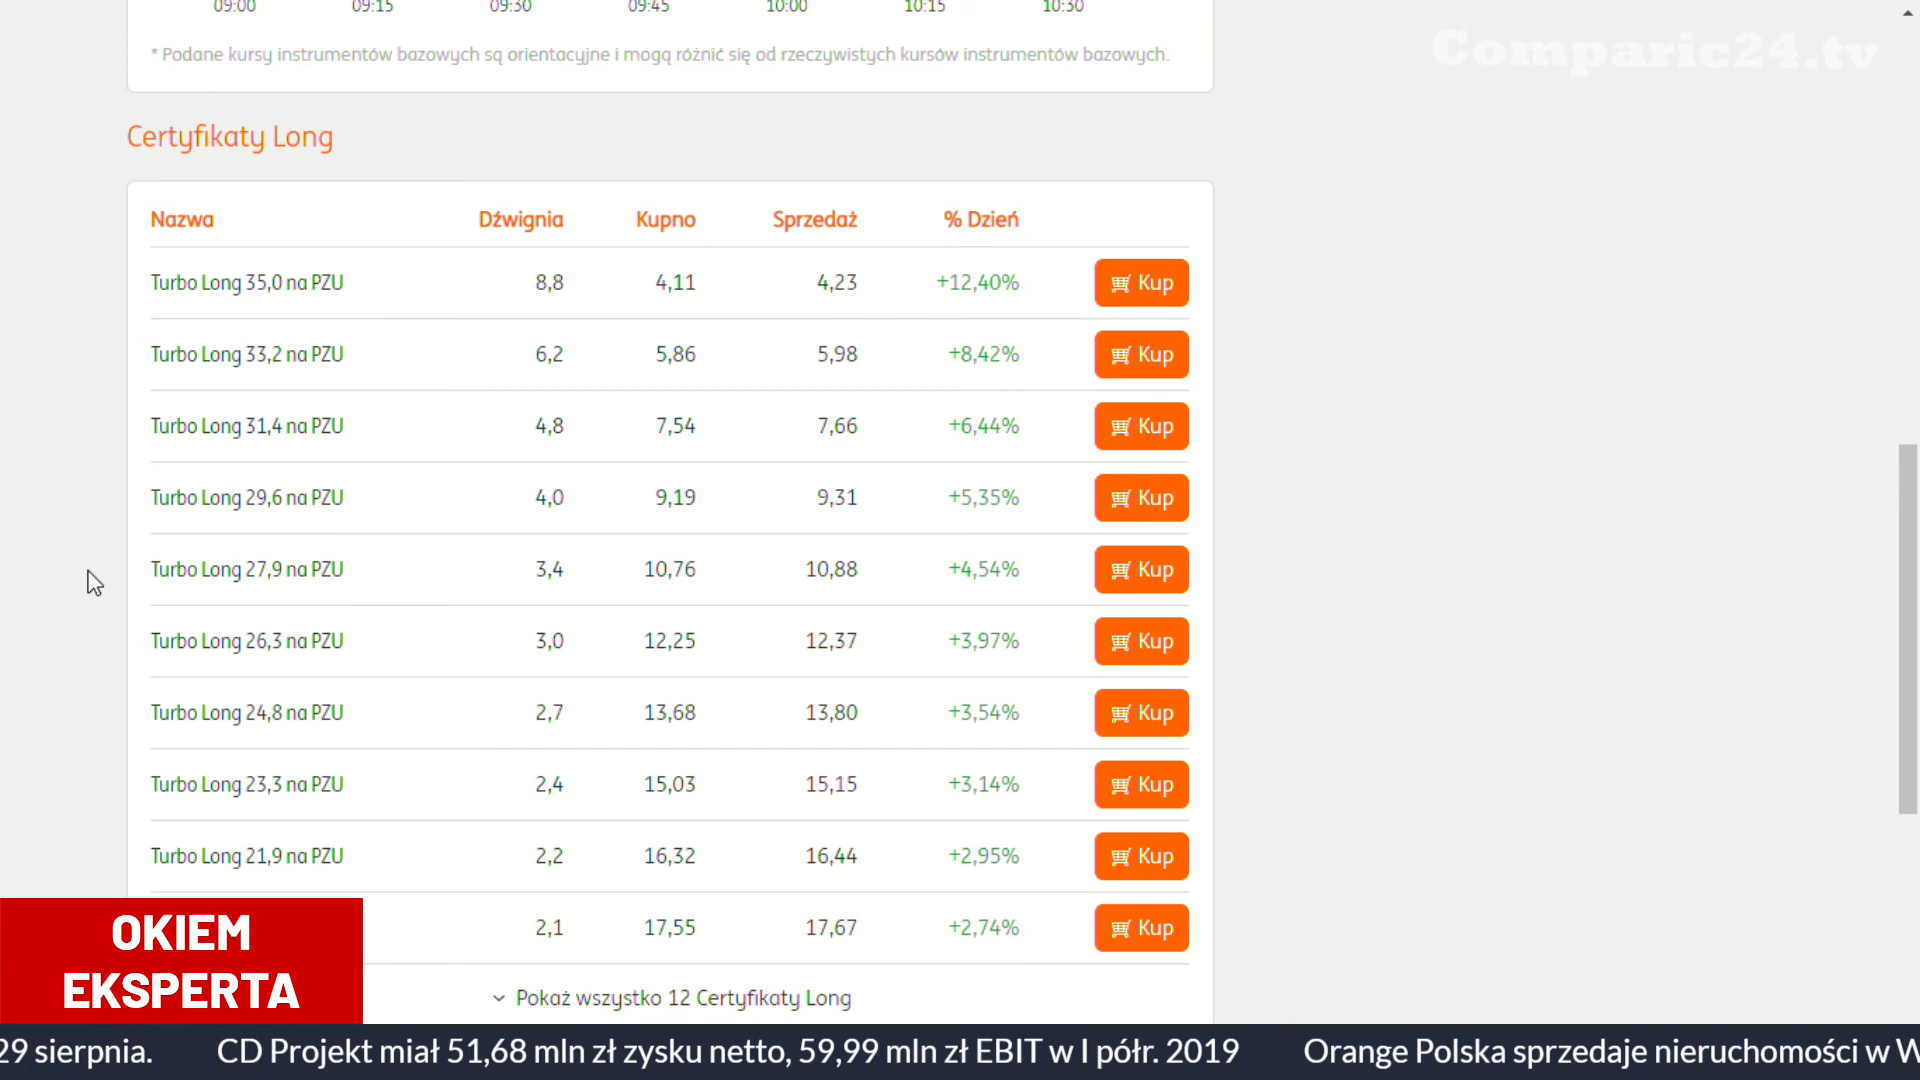 09:00 09:15 09:30 09:45 10:00 10:15 10:30
* Podane kursy instrumentów bazowych są orientacyjne i mogą różnić się od rzeczywistych kursów instrumentów bazowych.
Comparic24.tv
Certyfikaty Long
Nazwa Dźwignia Kupno Sprzedaż % Dzień
Turbo Long 35,0 na PZU 8,8 4,11 4,23 +12,40% Kup
Turbo Long 33,2 na PZU 6,2 5,86 5,98 +8,42% Kup
Turbo Long 31,4 na PZU 4,8 7,54 7,66 +6,44% Kup
Turbo Long 29,6 na PZU 4,0 9,19 9,31 +5,35% Kup
Turbo Long 27,9 na PZU 3,4 10,76 10,88 +4,54% Kup
Turbo Long 26,3 na PZU 3,0 12,25 12,37 +3,97% Kup
Turbo Long 24,8 na PZU 2,7 13,68 13,80 +3,54% Kup
Turbo Long 23,3 na PZU 2,4 15,03 15,15 +3,14% Kup
Turbo Long 21,9 na PZU 2,2 16,32 16,44 +2,95% Kup
2,1 17,55 17,67 +2,74% Kup
OKIEM
EKSPERTA
Pokaż wszystko 12 Certyfikaty Long
29 sierpnia. CD Projekt miał 51,68 mln zł zysku netto, 59,99 mln zł EBIT w I półr. 2019 Orange Polska sprzedaje nieruchomości w